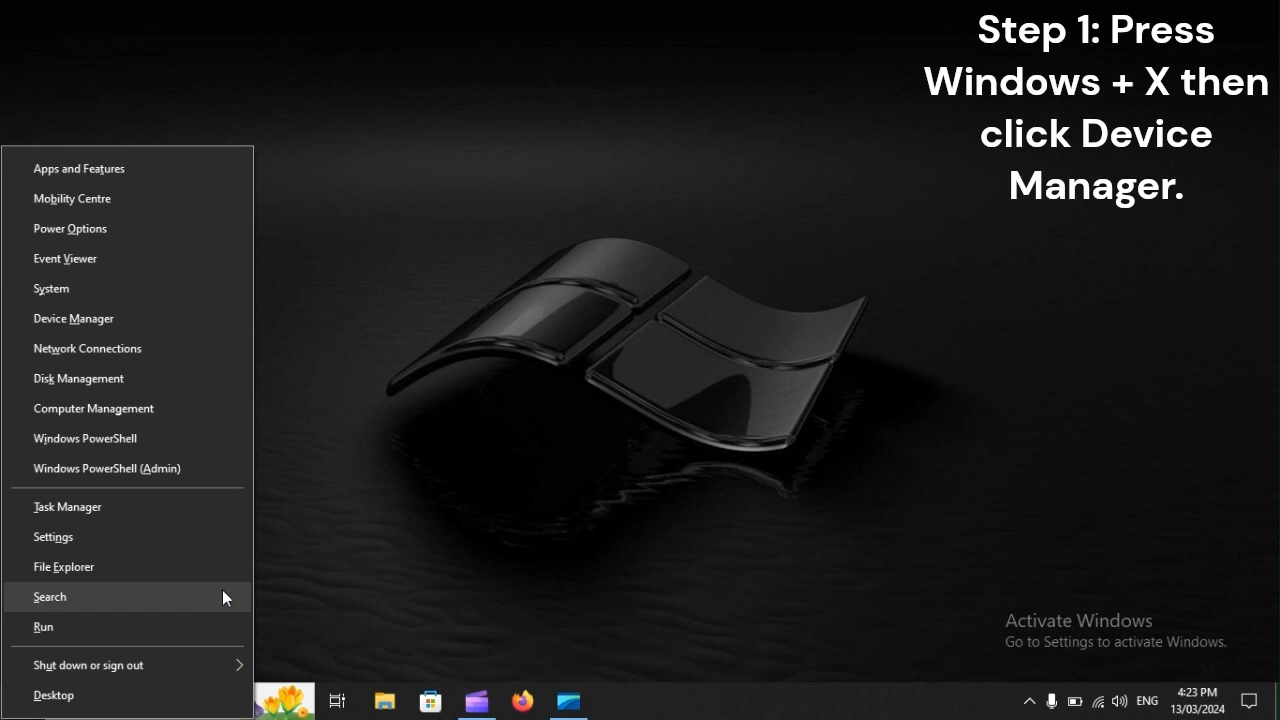 Step 1: Press
Windows + X then
click Device
Manager.
Apps and Features
Mobility Centre
Power Options
Event Viewer
System
Device Manager
Network Connections
Disk Management
Computer Management
Windows PowerShell
Windows PowerShell (Admin)
Task Manager
Settings
File Explorer
Search
Run
Shut down or sign out
Desktop
Activate Windows
Go to Settings to activate Windows.
ENG
4:23 PM
13/03/2024